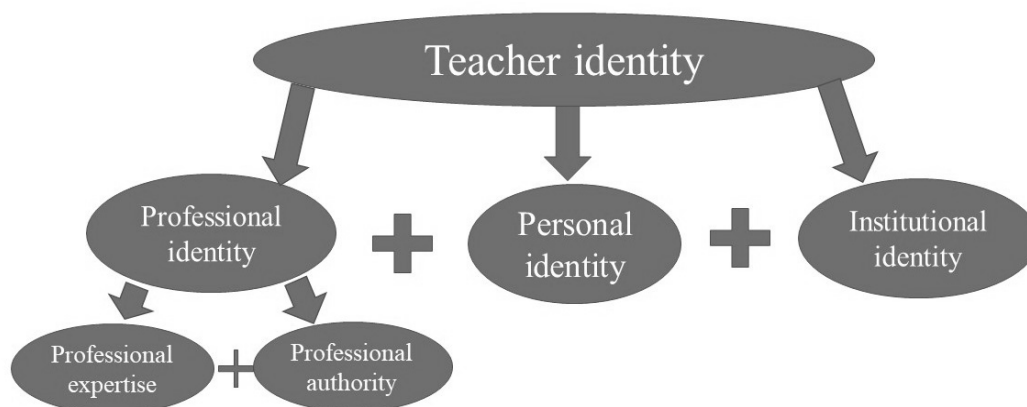 Teacher identity
Professional
identity
Personal
identity
Institutional
identity
Professional
expertise
Professional
authority